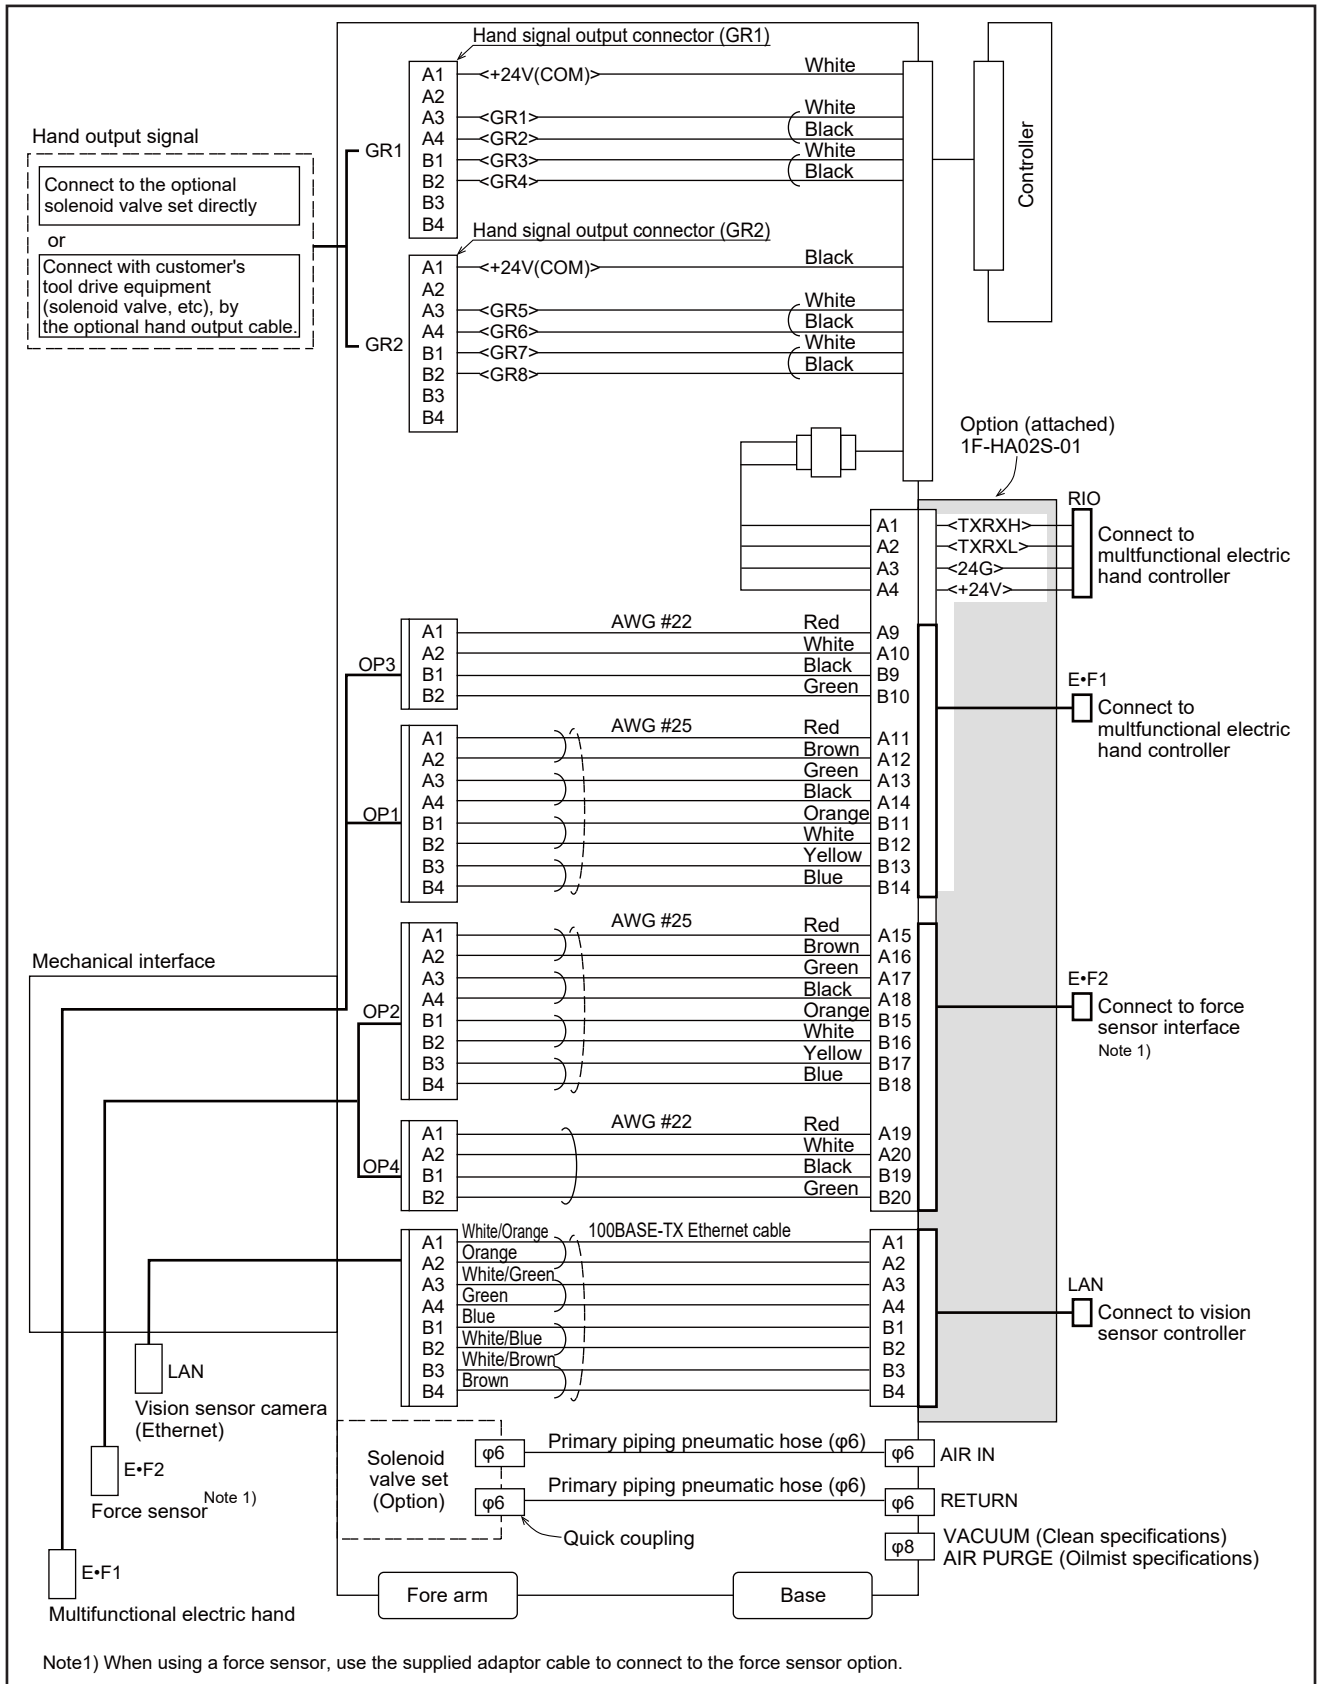 Hand signal output connector (GR1)
A1 <+24V(COM)> White
A2
A3 <GR1> White
A4 <GR2> Black
B1 <GR3> White
B2 <GR4> Black
B3
B4
GR1
Controller
Hand output signal
Connect to the optional
solenoid valve set directly
or
Connect with customer's
tool drive equipment
(solenoid valve, etc), by
the optional hand output cable.
Hand signal output connector (GR2)
A1 <+24V(COM)> Black
A2
A3 <GR5> White
A4 <GR6> Black
B1 <GR7> White
B2 <GR8> Black
B3
B4
GR2
Option (attached)
1F-HA02S-01
RIO
A1 <TXRXH>
A2 <TXRXL>
A3 <24G>
A4 <+24V>
Connect to
multfunctional electric
hand controller
OP3
AWG #22
A1 Red A9
A2 White A10
B1 Black B9
B2 Green B10
E•F1
Connect to
multfunctional electric
hand controller
OP1
AWG #25
A1 Red A11
A2 Brown A12
A3 Green A13
A4 Black A14
B1 Orange B11
B2 White B12
B3 Yellow B13
B4 Blue B14
Mechanical interface
OP2
AWG #25
A1 Red A15
A2 Brown A16
A3 Green A17
A4 Black A18
B1 Orange B15
B2 White B16
B3 Yellow B17
B4 Blue B18
E•F2
Connect to force
sensor interface
Note 1)
OP4
AWG #22
A1 Red A19
A2 White A20
B1 Black B19
B2 Green B20
100BASE-TX Ethernet cable
A1 White/Orange A1
A2 Orange A2
A3 White/Green A3
A4 Green A4
B1 Blue B1
B2 White/Blue B2
B3 White/Brown B3
B4 Brown B4
LAN
Connect to vision
sensor controller
LAN
Vision sensor camera
(Ethernet)
E•F2
Force sensor Note 1)
E•F1
Multifunctional electric hand
Solenoid
valve set
(Option)
φ6 Primary piping pneumatic hose (φ6) φ6 AIR IN
φ6 Primary piping pneumatic hose (φ6) φ6 RETURN
Quick coupling
φ8 VACUUM (Clean specifications)
AIR PURGE (Oilmist specifications)
Fore arm
Base
Note1) When using a force sensor, use the supplied adaptor cable to connect to the force sensor option.